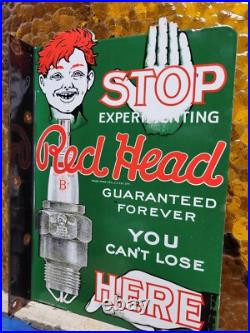 STOP
EXPERIMENTING
Red Head
GUARANTEED
FOREVER
B
YOU
CAN'T LOSE
HERE